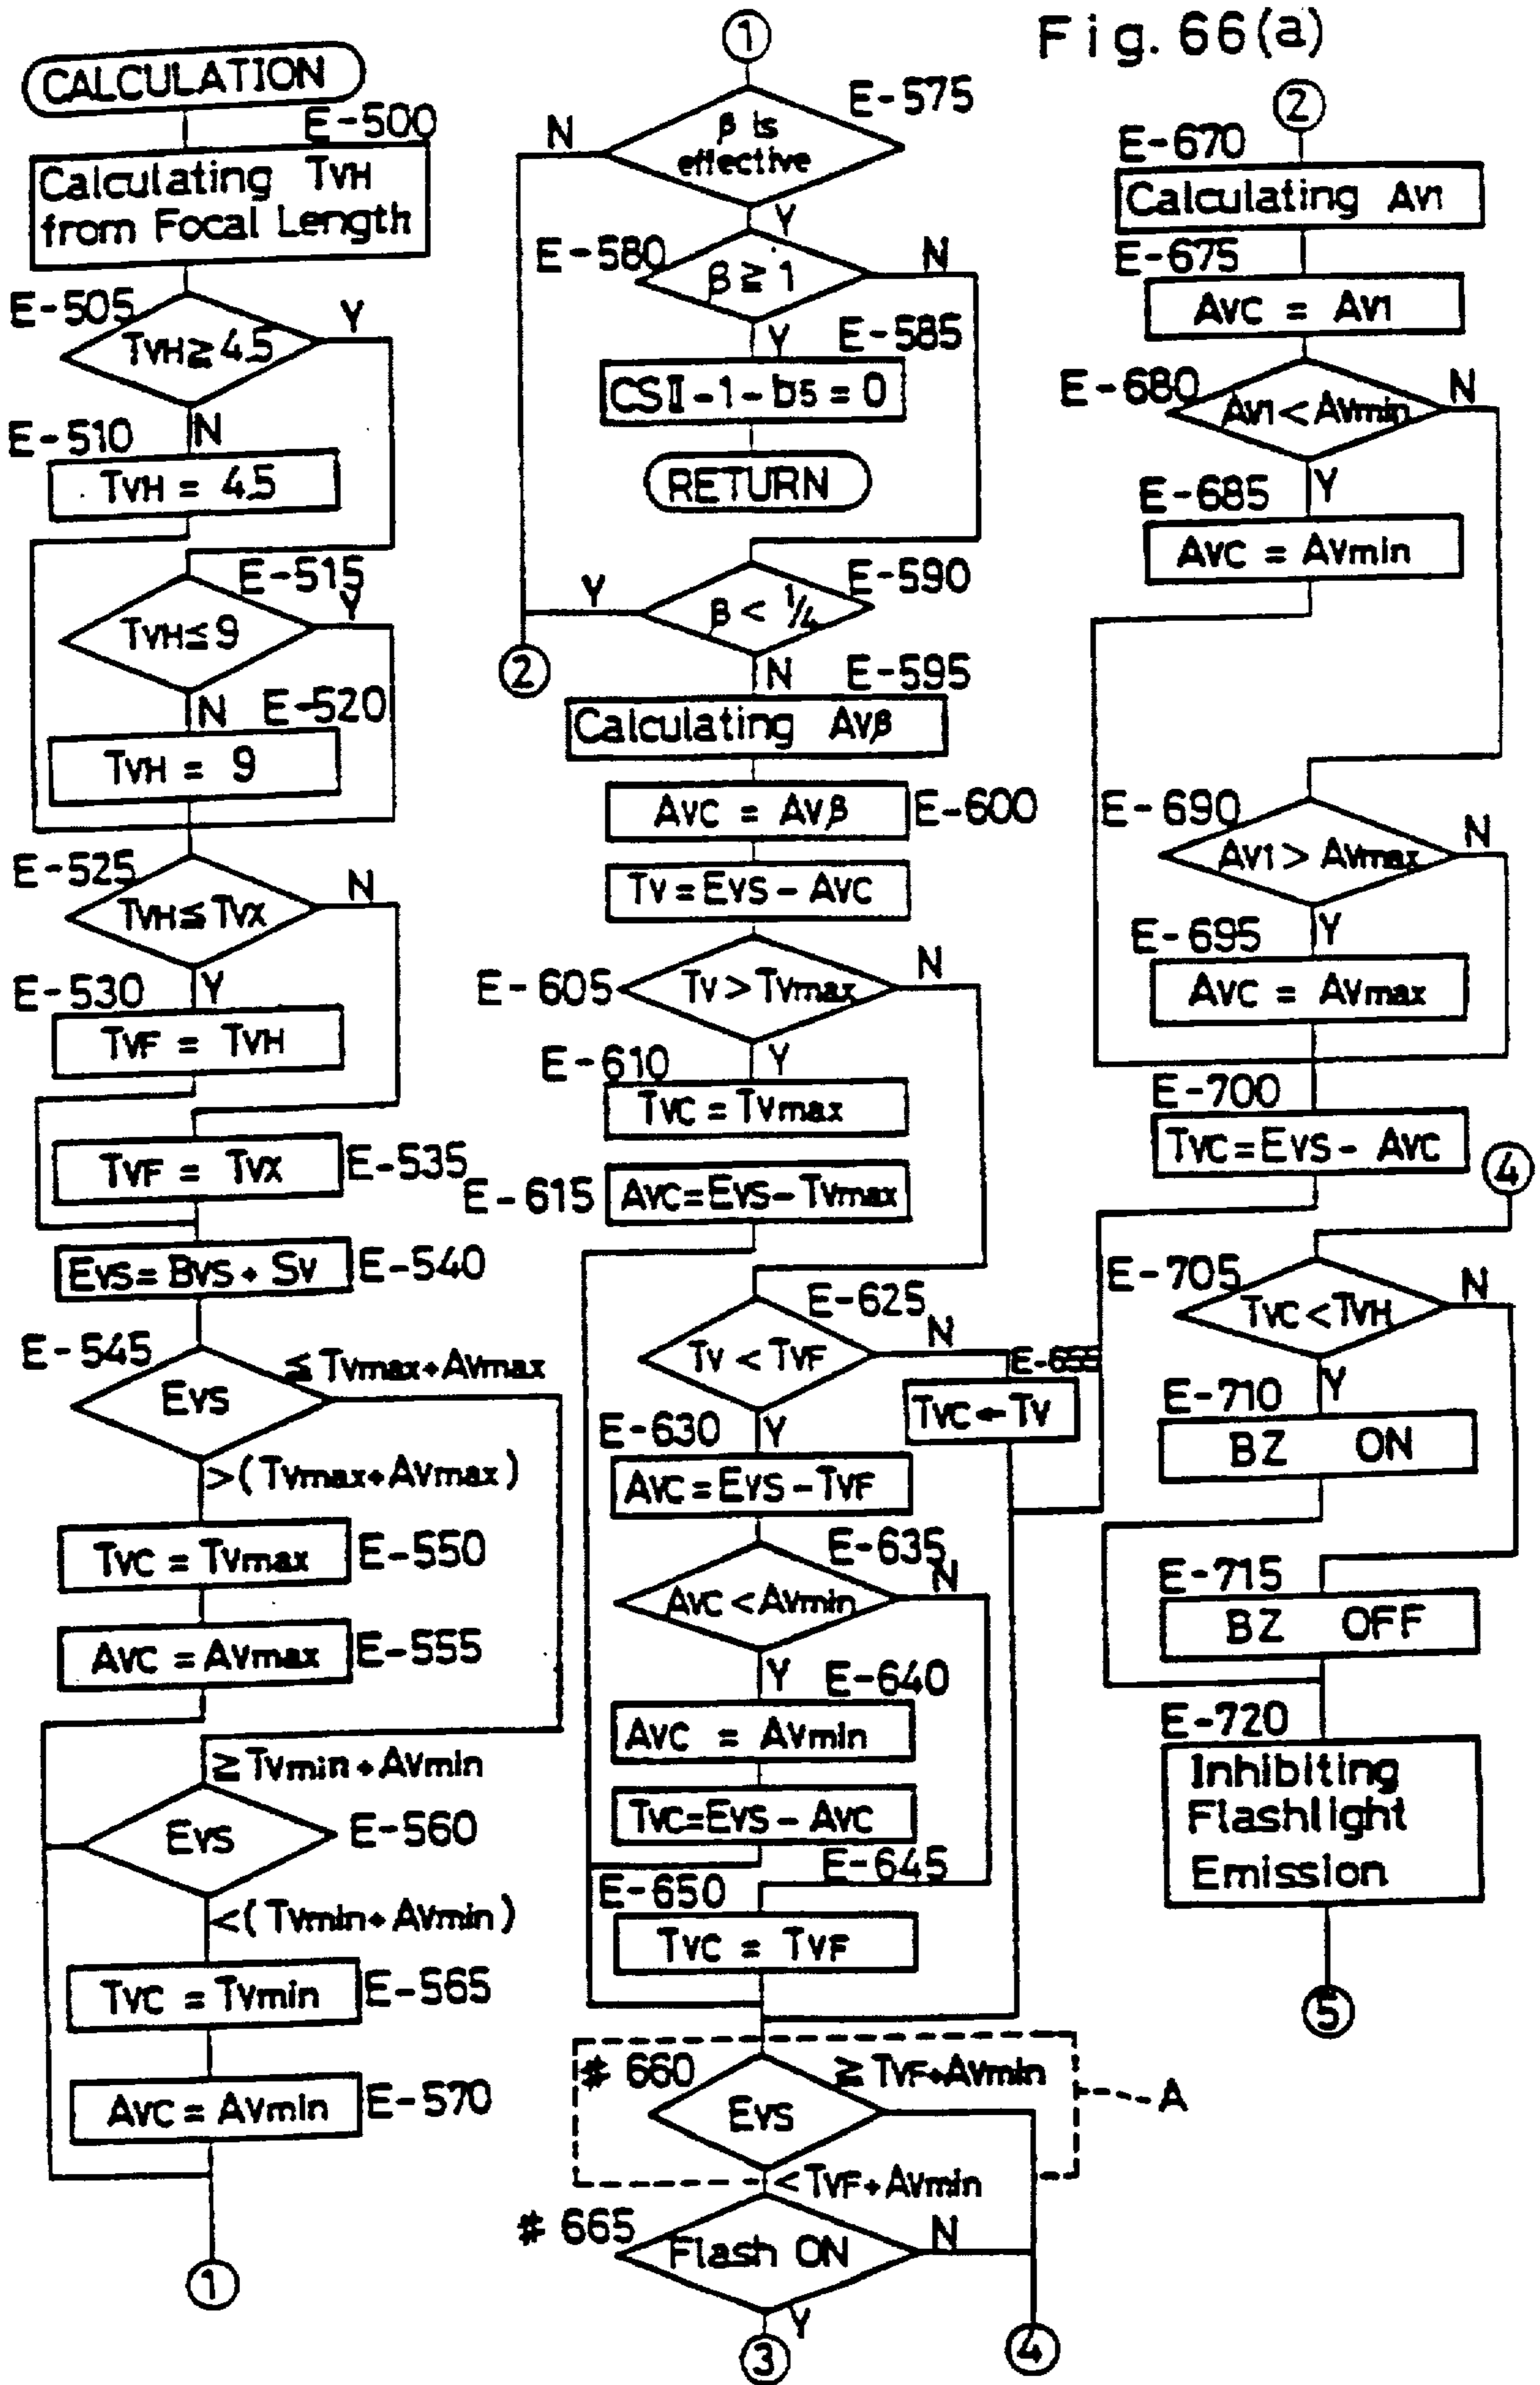 Fig. 66(a)
CALCULATION
E-500
Calculating TVH
from Focal Length
E-505
TVH ≧ 4.5
Y
N
E-510
TVH = 4.5
E-515
TVH ≦ 9
Y
N
E-520
TVH = 9
E-525
TVH ≦ TVX
N
Y
E-530
TVF = TVH
TVF = TVX
E-535
EVS = BVS + SV
E-540
E-545
≦ TVmax + AVmax
EVS
>(TVmax + AVmax)
TVC = TVmax
E-550
AVC = AVmax
E-555
≧ TVmin + AVmin
EVS
E-560
<(TVmin + AVmin)
TVC = TVmin
E-565
AVC = AVmin
E-570
1
1
E-575
N
β is
effective
Y
E-580
β ≧ 1
N
Y
E-585
CSII-1-bs = 0
RETURN
E-590
Y
β < 1/4
2
N
E-595
Calculating AVβ
AVC = AVβ
E-600
TV = EVS - AVC
E-605
TV > TVmax
N
Y
E-610
TVC = TVmax
E-615
AVC = EVS - TVmax
E-625
TV < TVF
N
E-655
TVC ← TV
Y
E-630
AVC = EVS - TVF
E-635
AVC < AVmin
N
Y
E-640
AVC = AVmin
TVC = EVS - AVC
E-645
E-650
TVC = TVF
# 660
≧ TVF + AVmin
EVS
A
< TVF + AVmin
# 665
Flash ON
N
Y
3
4
2
E-670
Calculating AV1
E-675
AVC = AV1
E-680
AV1 < AVmin
N
Y
E-685
AVC = AVmin
E-690
AV1 > AVmax
N
Y
E-695
AVC = AVmax
E-700
TVC = EVS - AVC
4
E-705
TVC < TVH
N
Y
E-710
BZ ON
E-715
BZ OFF
E-720
Inhibiting
Flashlight
Emission
5